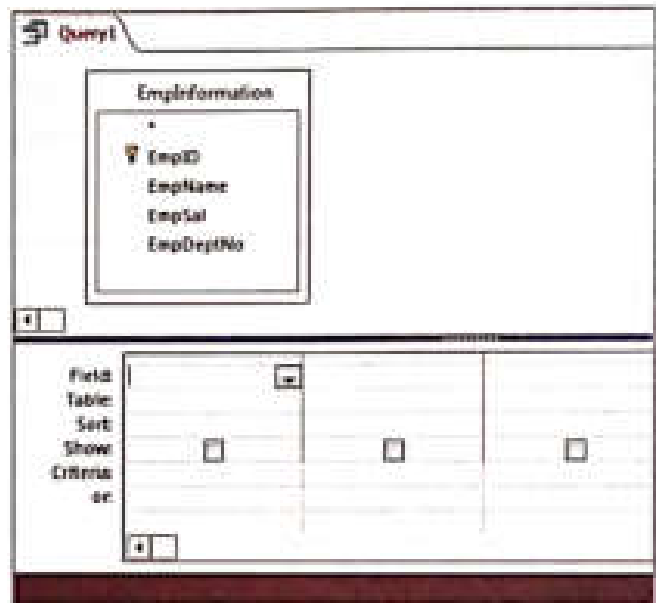 Query1
EmpInformation
*
EmpID
EmpName
EmpSal
EmpDeptNo
Field:
Table:
Sort:
Show:
Criteria:
or: